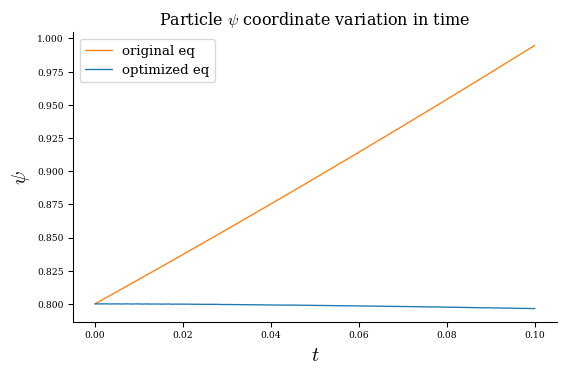 Particle ψ coordinate variation in time
original eq
optimized eq
1.000
0.975
0.950
0.925
0.900
0.875
0.850
0.825
0.800
ψ
0.00 0.02 0.04 0.06 0.08 0.10
t